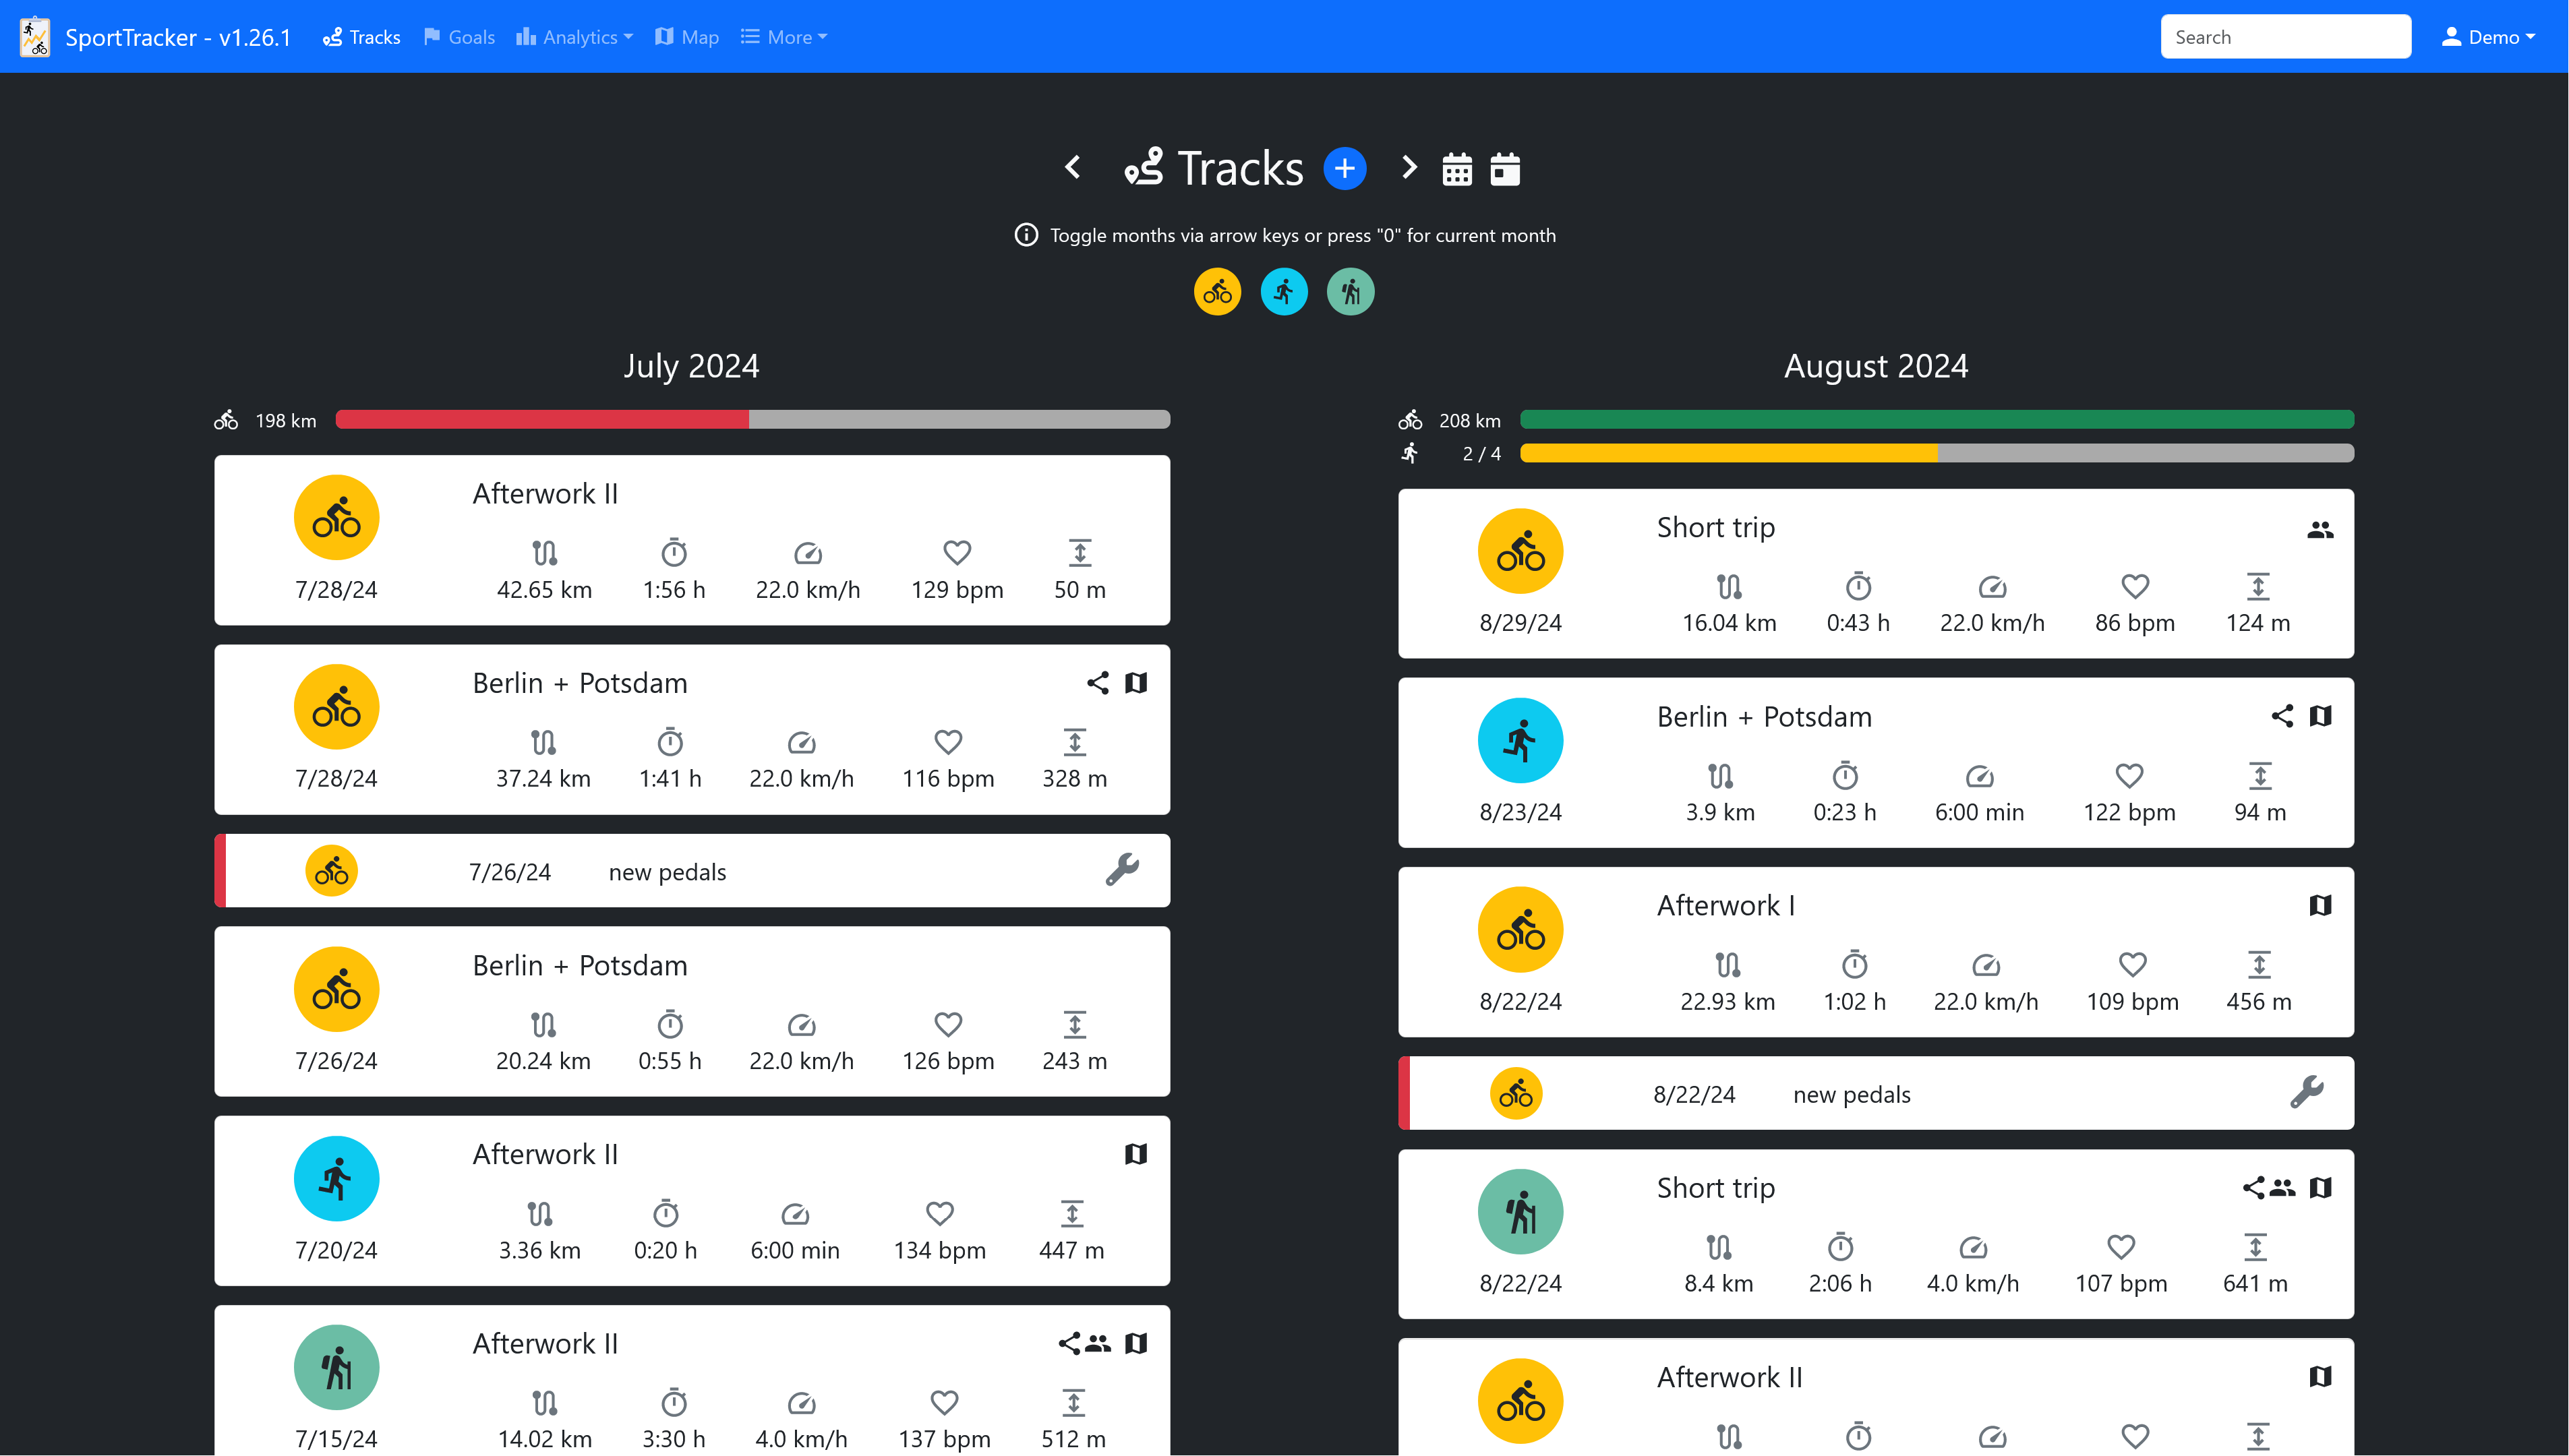 SportTracker - v1.26.1 Tracks Goals Analytics Map More Search Demo
Tracks
Toggle months via arrow keys or press "0" for current month
July 2024
198 km
Afterwork II
7/28/24 42.65 km 1:56 h 22.0 km/h 129 bpm 50 m
Berlin + Potsdam
7/28/24 37.24 km 1:41 h 22.0 km/h 116 bpm 328 m
7/26/24 new pedals
Berlin + Potsdam
7/26/24 20.24 km 0:55 h 22.0 km/h 126 bpm 243 m
Afterwork II
7/20/24 3.36 km 0:20 h 6:00 min 134 bpm 447 m
Afterwork II
7/15/24 14.02 km 3:30 h 4.0 km/h 137 bpm 512 m
August 2024
208 km
2 / 4
Short trip
8/29/24 16.04 km 0:43 h 22.0 km/h 86 bpm 124 m
Berlin + Potsdam
8/23/24 3.9 km 0:23 h 6:00 min 122 bpm 94 m
Afterwork I
8/22/24 22.93 km 1:02 h 22.0 km/h 109 bpm 456 m
8/22/24 new pedals
Short trip
8/22/24 8.4 km 2:06 h 4.0 km/h 107 bpm 641 m
Afterwork II